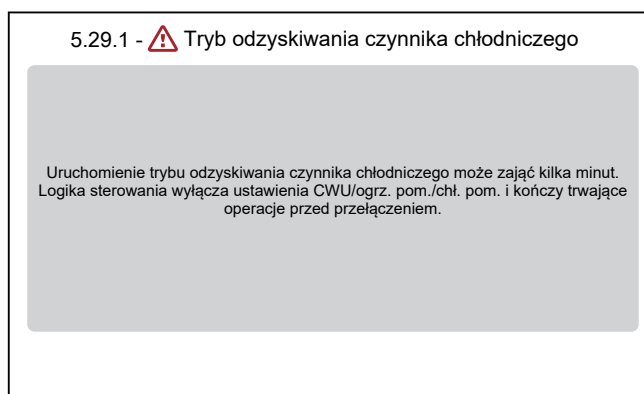 5.29.1 - Tryb odzyskiwania czynnika chłodniczego
Uruchomienie trybu odzyskiwania czynnika chłodniczego może zająć kilka minut.
Logika sterowania wyłącza ustawienia CWU/ogrz. pom./chł. pom. i kończy trwające
operacje przed przełączeniem.